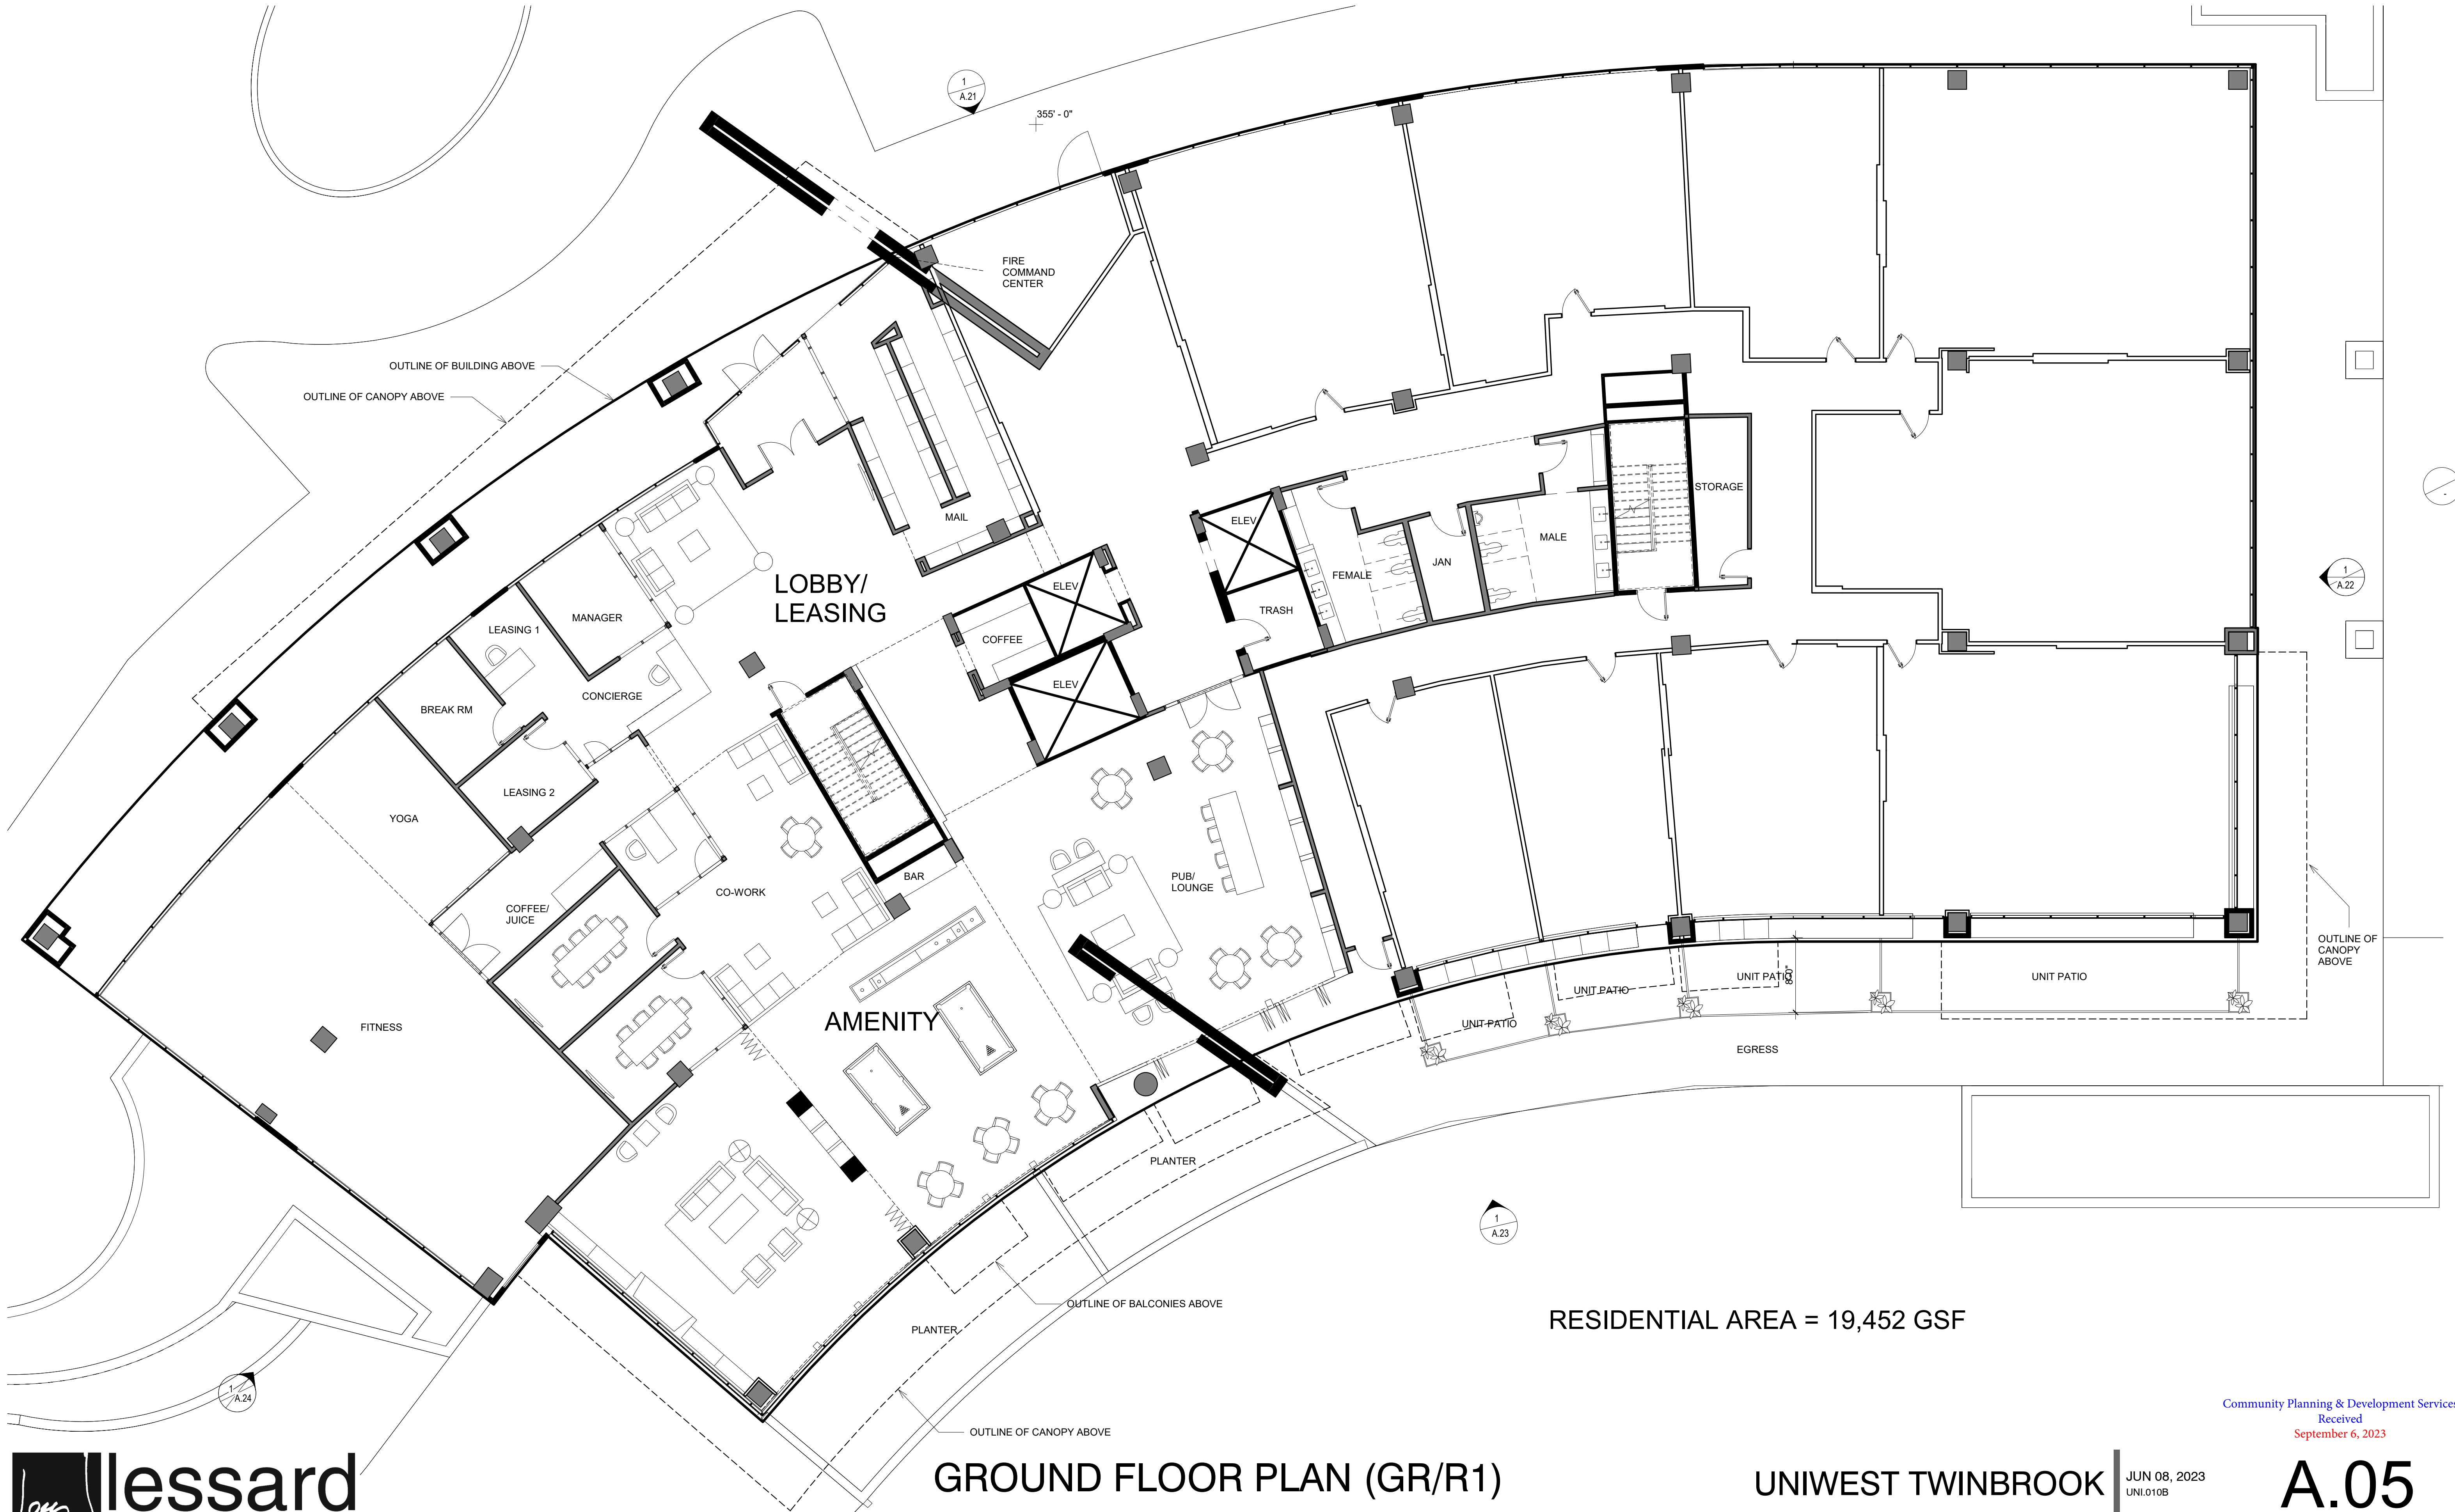 1
A.21
355' - 0"
FIRE
COMMAND
CENTER
OUTLINE OF BUILDING ABOVE
OUTLINE OF CANOPY ABOVE
MAIL
ELEV
STORAGE
MALE
JAN
FEMALE
1
A.22
-
LOBBY/
LEASING
ELEV
COFFEE
TRASH
MANAGER
LEASING 1
CONCIERGE
BREAK RM
ELEV
LEASING 2
YOGA
BAR
CO-WORK
PUB/
LOUNGE
COFFEE/
JUICE
OUTLINE OF
CANOPY
ABOVE
UNIT PATIO
UNIT PATIO
8'-0"
UNIT PATIO
UNIT PATIO
AMENITY
FITNESS
EGRESS
PLANTER
1
A.23
OUTLINE OF BALCONIES ABOVE
PLANTER
RESIDENTIAL AREA = 19,452 GSF
1
A.24
OUTLINE OF CANOPY ABOVE
Community Planning & Development Services
Received
September 6, 2023
lessard
GROUND FLOOR PLAN (GR/R1)
UNIWEST TWINBROOK
JUN 08, 2023
UNI.010B
A.05